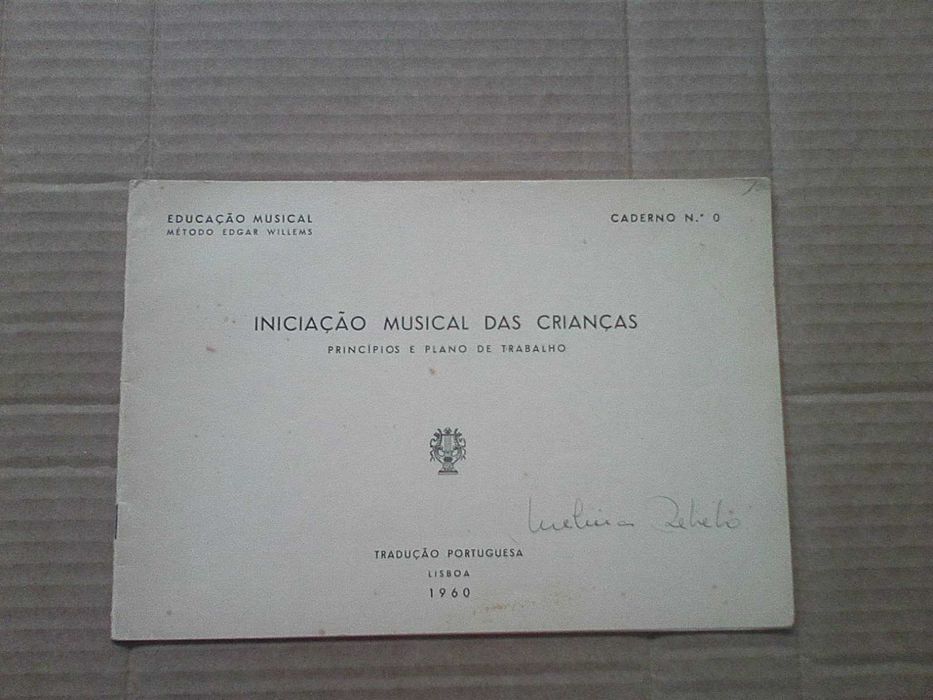 EDUCAÇÃO MUSICAL
MÉTODO EDGAR WILLEMS
CADERNO N.º 0
INICIAÇÃO MUSICAL DAS CRIANÇAS
PRINCÍPIOS E PLANO DE TRABALHO
TRADUÇÃO PORTUGUESA
LISBOA
1960